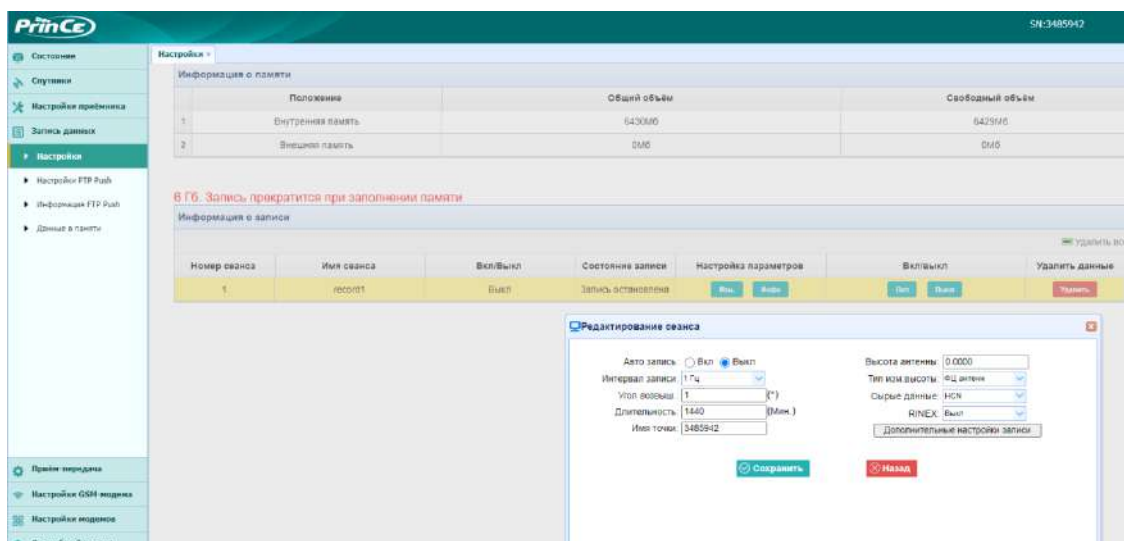 PrinCe
SN:3485942
Состояние
Спутники
Настройки приёмника
Запись данных
Настройки
Настройки FTP Push
Информация FTP Push
Данные в памяти
Приём-передача
Настройки GSM-модема
Настройки модемов
Настройки ×
Информация о памяти
Положение Общий объём Свободный объём
1 Внутренняя память 6430Мб 6429Мб
2 Внешняя память 0Мб 0Мб
8 Гб. Запись прекратится при заполнении памяти
Информация о записи
Удалить вс
Номер сеанса Имя сеанса Вкл/Выкл Состояние записи Настройка параметров Вкл/выкл Удалить данные
1 record1 Выкл Запись остановлена Удалить
Редактирование сеанса
Авто запись: Вкл Выкл
Интервал записи: 1 Гц
Угол возвыш: 1 (°)
Длительность: 1440 (Мин.)
Имя точки: 3485942
Высота антенны: 0.0000
Тип изм.высоты: ФЦ антенн
Сырые данные: HCN
RINEX: Выкл
Дополнительные настройки записи
Сохранить
Назад